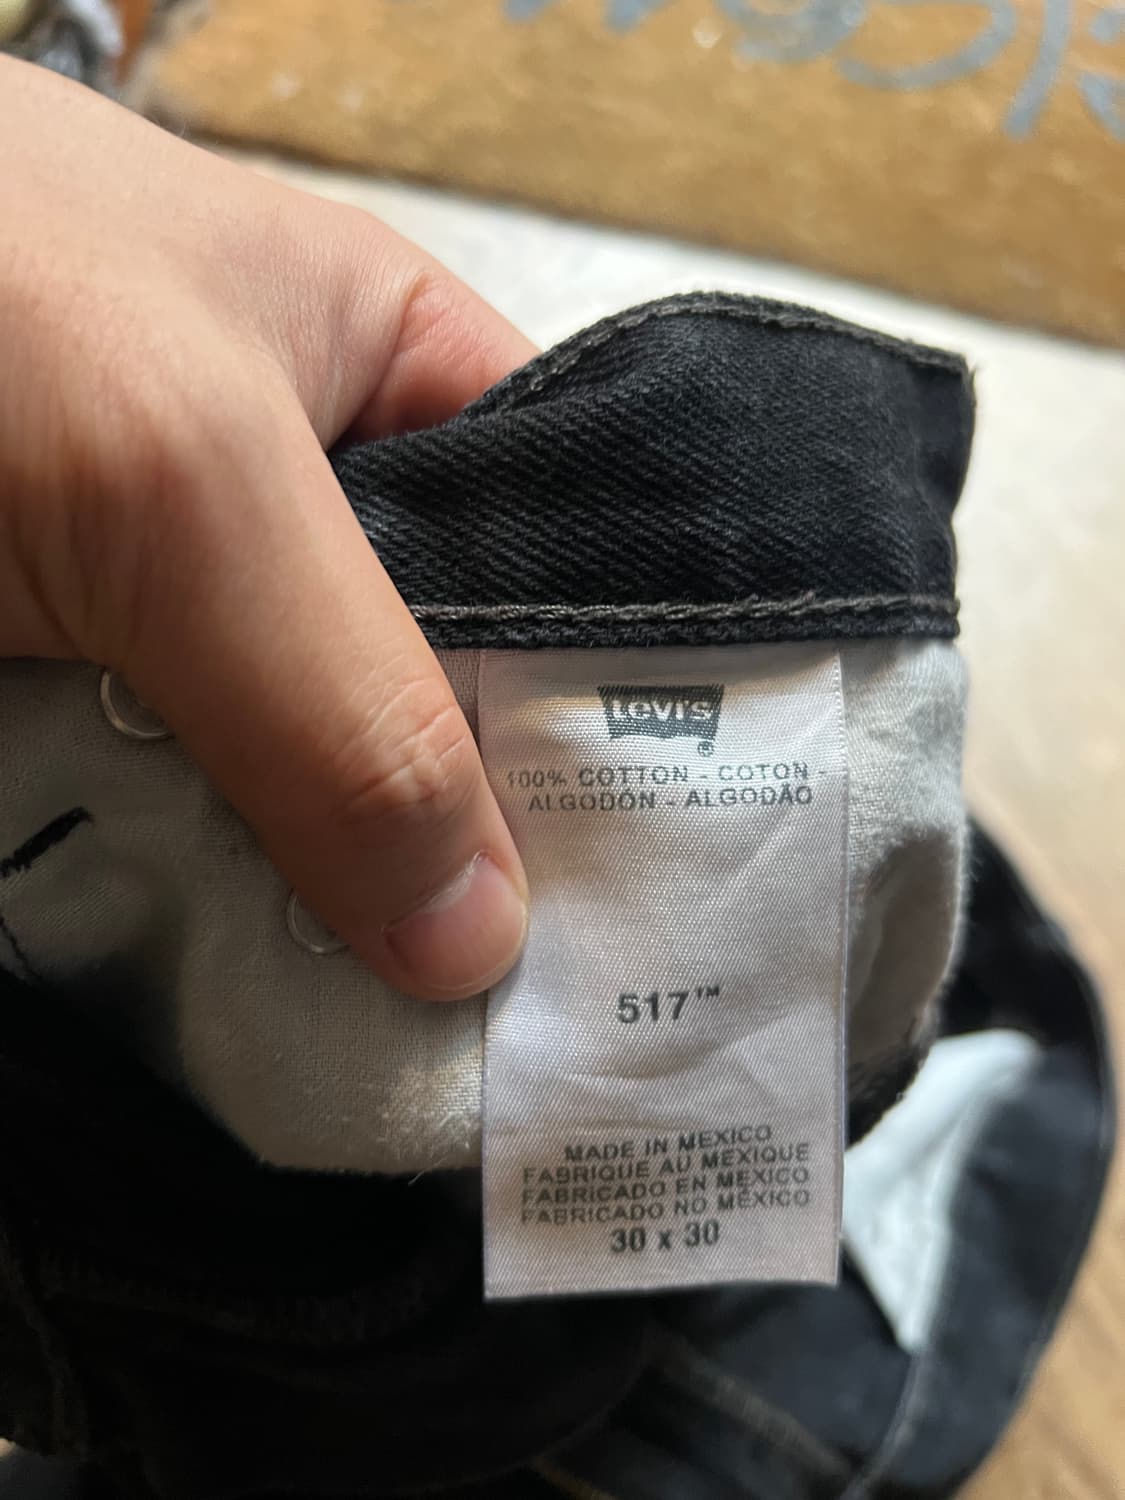 Levi's
®
100% COTTON - COTON -
ALGODÓN - ALGODÃO
517™
MADE IN MEXICO
FABRIQUE AU MEXIQUE
FABRICADO EN MEXICO
FABRICADO NO MÉXICO
30 x 30